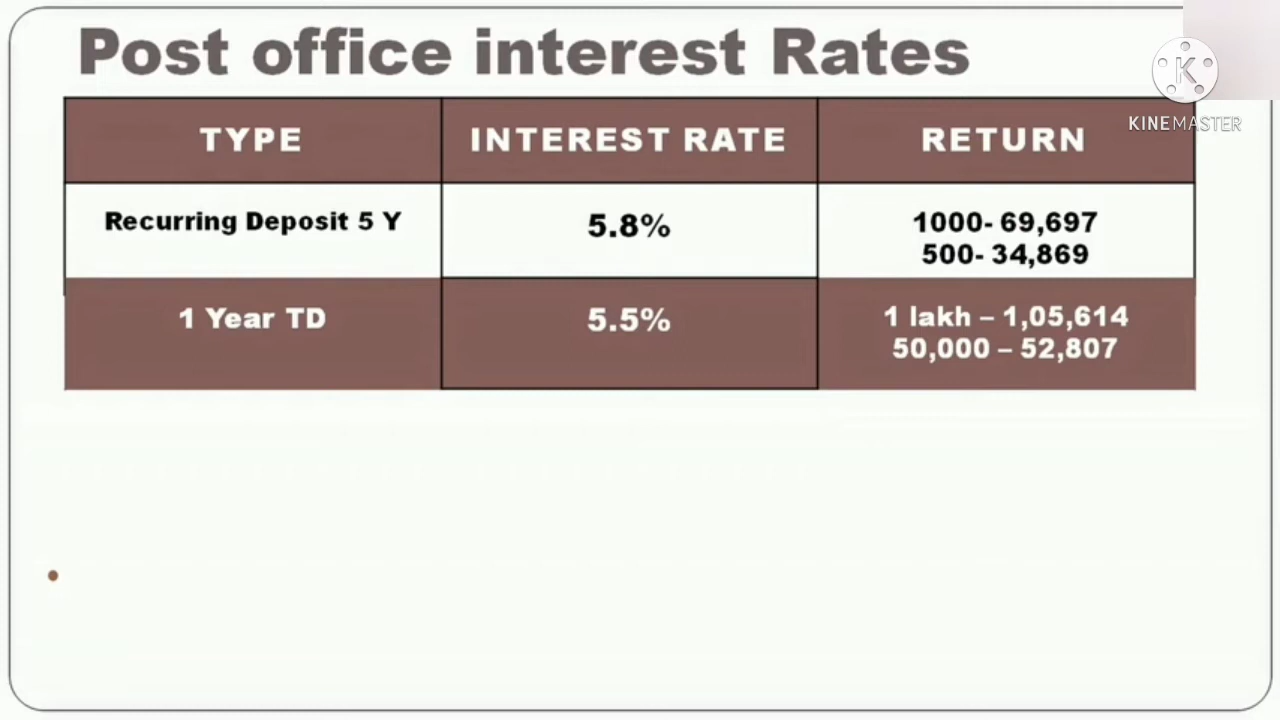 Post office interest Rates
K
KINEMASTER
TYPE INTEREST RATE RETURN
Recurring Deposit 5 Y 5.8% 1000- 69,697
500- 34,869
1 Year TD 5.5% 1 lakh – 1,05,614
50,000 – 52,807